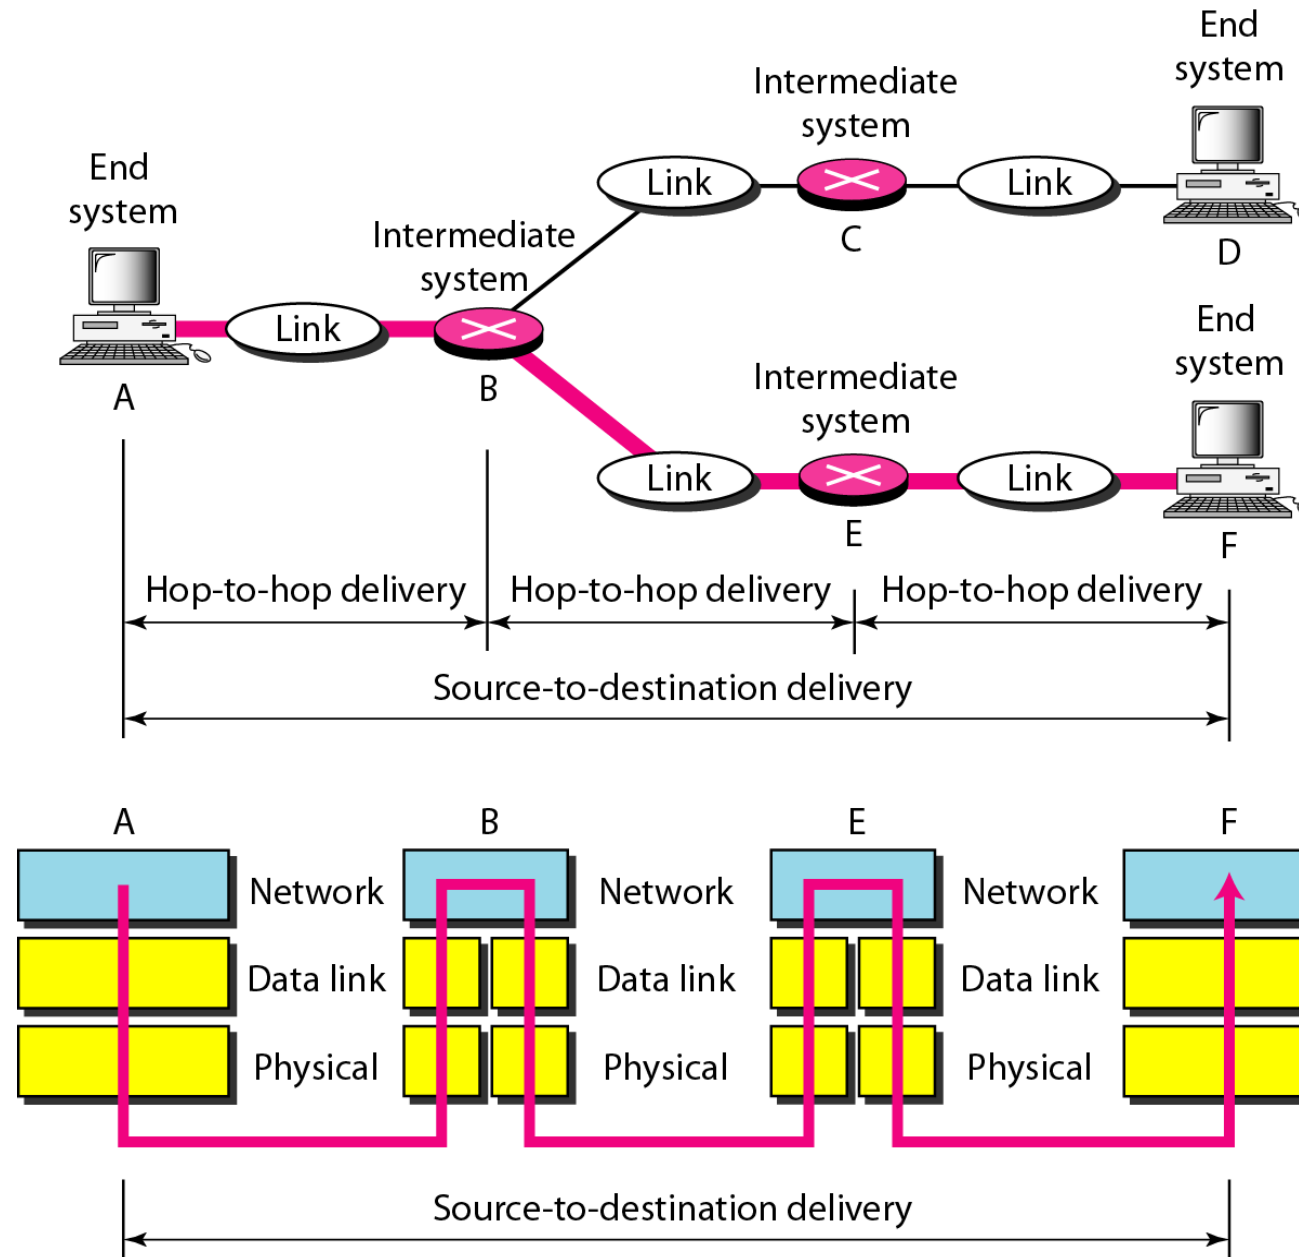 End
system
Intermediate
system
End
system
Link
Link
C
D
Intermediate
system
Link
A
B
End
system
Intermediate
system
Link
Link
E
F
Hop-to-hop delivery
Hop-to-hop delivery
Hop-to-hop delivery
Source-to-destination delivery
A
B
E
F
Network
Network
Network
Data link
Data link
Data link
Physical
Physical
Physical
Source-to-destination delivery